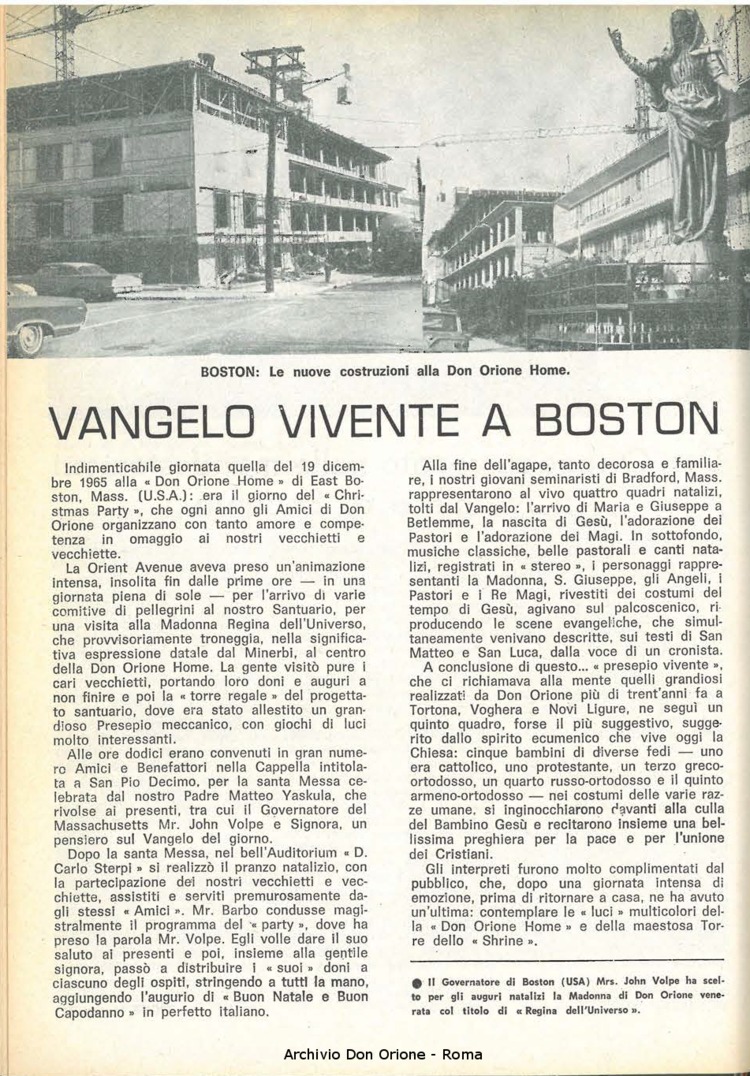 BOSTON: Le nuove costruzioni alla Don Orione Home.
VANGELO VIVENTE A BOSTON
Indimenticabile giornata quella del 19 dicem-
bre 1965 alla « Don Orione Home » di East Bo-
ston, Mass. (U.S.A.): era il giorno del « Chri-
stmas Party », che ogni anno gli Amici di Don
Orione organizzano con tanto amore e compe-
tenza in omaggio ai nostri vecchietti e
vecchiette.
La Orient Avenue aveva preso un'animazione
intensa, insolita fin dalle prime ore — in una
giornata piena di sole — per l'arrivo di varie
comitive di pellegrini al nostro Santuario, per
una visita alla Madonna Regina dell'Universo,
che provvisoriamente troneggia, nella significa-
tiva espressione datale dal Minerbi, al centro
della Don Orione Home. La gente visitò pure i
cari vecchietti, portando loro doni e auguri a
non finire e poi la « torre regale » del progetta-
to santuario, dove era stato allestito un gran-
dioso Presepio meccanico, con giochi di luci
molto interessanti.
Alle ore dodici erano convenuti in gran nume-
ro Amici e Benefattori nella Cappella intitola-
ta a San Pio Decimo, per la santa Messa ce-
lebrata dal nostro Padre Matteo Yaskula, che
rivolse ai presenti, tra cui il Governatore del
Massachusetts Mr. John Volpe e Signora, un
pensiero sul Vangelo del giorno.
Dopo la santa Messa, nel bell'Auditorium « D.
Carlo Sterpi » si realizzò il pranzo natalizio, con
la partecipazione dei nostri vecchietti e vec-
chiette, assistiti e serviti premurosamente da-
gli stessi « Amici ». Mr. Barbo condusse magi-
stralmente il programma del « party », dove ha
preso la parola Mr. Volpe. Egli volle dare il suo
saluto ai presenti e poi, insieme alla gentile
signora, passò a distribuire i « suoi » doni a
ciascuno degli ospiti, stringendo a tutti la mano,
aggiungendo l'augurio di « Buon Natale e Buon
Capodanno » in perfetto italiano.
Alla fine dell'agape, tanto decorosa e familia-
re, i nostri giovani seminaristi di Bradford, Mass.
rappresentarono al vivo quattro quadri natalizi,
tolti dal Vangelo: l'arrivo di Maria e Giuseppe a
Betlemme, la nascita di Gesù, l'adorazione dei
Pastori e l'adorazione dei Magi. In sottofondo,
musiche classiche, belle pastorali e canti nata-
lizi, registrati in « stereo », i personaggi rappre-
sentanti la Madonna, S. Giuseppe, gli Angeli, i
Pastori e i Re Magi, rivestiti dei costumi del
tempo di Gesù, agivano sul palcoscenico, ri-
producendo le scene evangeliche, che simul-
taneamente venivano descritte, sui testi di San
Matteo e San Luca, dalla voce di un cronista.
A conclusione di questo... « presepio vivente »,
che ci richiamava alla mente quelli grandiosi
realizzati da Don Orione più di trent'anni fa a
Tortona, Voghera e Novi Ligure, ne seguì un
quinto quadro, forse il più suggestivo, sugge-
rito dallo spirito ecumenico che vive oggi la
Chiesa: cinque bambini di diverse fedi — uno
era cattolico, uno protestante, un terzo greco-
ortodosso, un quarto russo-ortodosso e il quinto
armeno-ortodosso — nei costumi delle varie raz-
ze umane, si inginocchiarono davanti alla culla
del Bambino Gesù e recitarono insieme una bel-
lissima preghiera per la pace e per l'unione
dei Cristiani.
Gli interpreti furono molto complimentati dal
pubblico, che, dopo una giornata intensa di
emozione, prima di ritornare a casa, ne ha avuto
un'ultima: contemplare le « luci » multicolori del-
la « Don Orione Home » e della maestosa Tor-
re dello « Shrine ».
● Il Governatore di Boston (USA) Mrs. John Volpe ha scel-
to per gli auguri natalizi la Madonna di Don Orione vene-
rata col titolo di « Regina dell'Universo ».
Archivio Don Orione - Roma